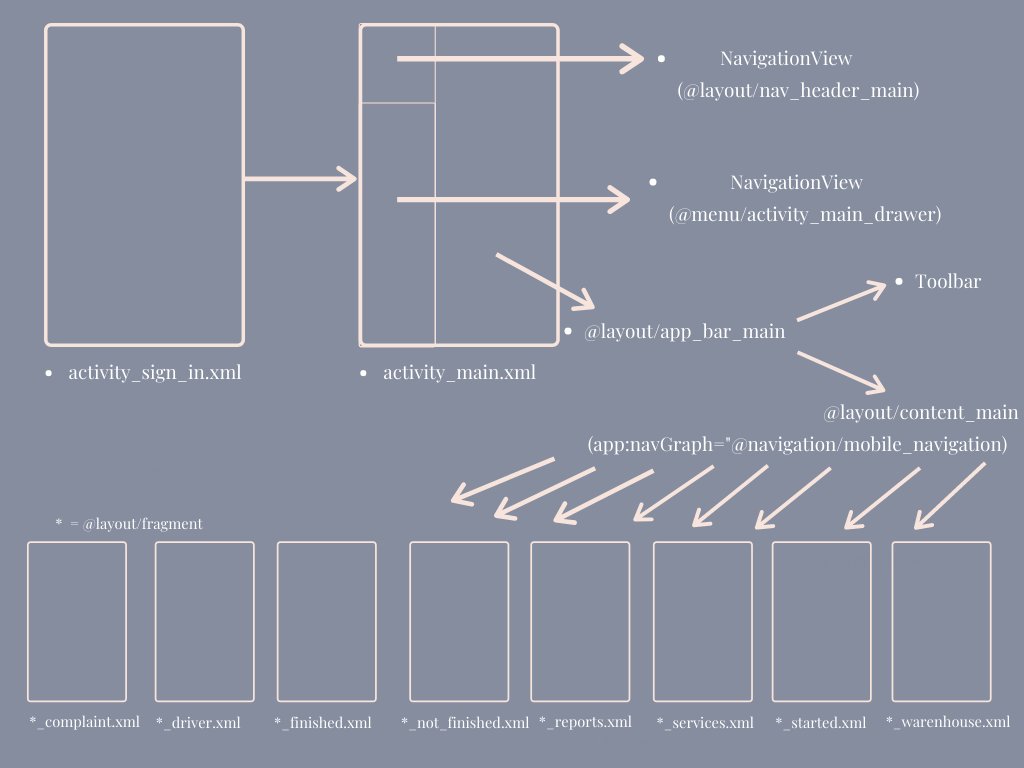 NavigationView
(@layout/nav_header_main)
NavigationView
(@menu/activity_main_drawer)
Toolbar
@layout/app_bar_main
activity_sign_in.xml
activity_main.xml
@layout/content_main
(app:navGraph="@navigation/mobile_navigation)
* = @layout/fragment
*_complaint.xml
*_driver.xml
*_finished.xml
*_not_finished.xml
*_reports.xml
*_services.xml
*_started.xml
*_warenhouse.xml